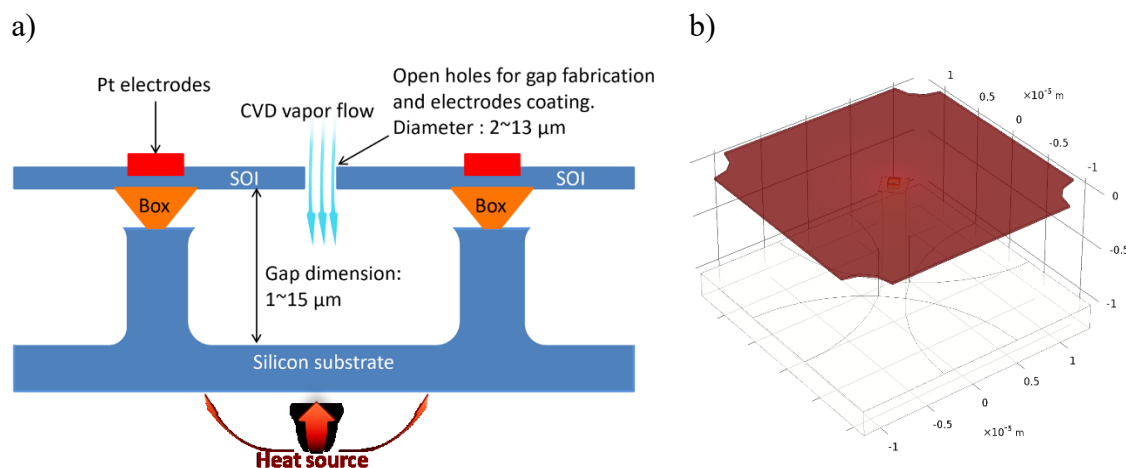 a)
b)
Pt electrodes
CVD vapor flow
Open holes for gap fabrication
and electrodes coating.
Diameter : 2~13 µm
SOI
SOI
Box
Box
Gap dimension:
1~15 µm
Silicon substrate
Heat source
1
×10⁻⁵ m
0.5
0
-0.5
-1
0
-0.5
-1
1
0.5
0
×10⁻⁵ m
-0.5
-1